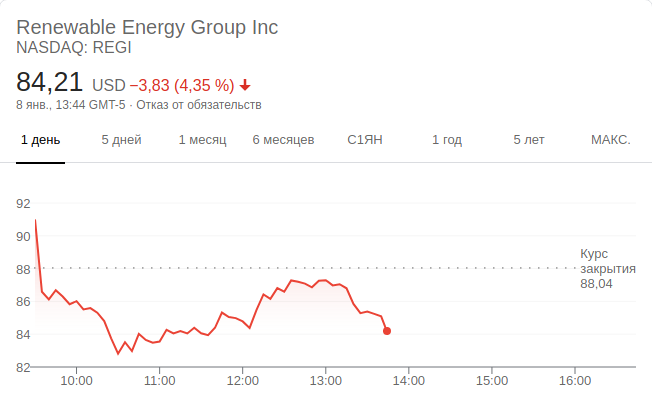 Renewable Energy Group Inc
NASDAQ: REGI
84,21 USD −3,83 (4,35 %)
8 янв., 13:44 GMT-5 · Отказ от обязательств
1 день 5 дней 1 месяц 6 месяцев С1ЯН 1 год 5 лет МАКС.
92
90
88
86
84
82
Курс
закрытия
88,04
10:00 11:00 12:00 13:00 14:00 15:00 16:00